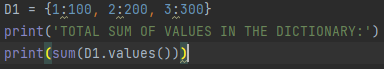 D1 = {1:100, 2:200, 3:300}
print('TOTAL SUM OF VALUES IN THE DICTIONARY:')
print(sum(D1.values()))